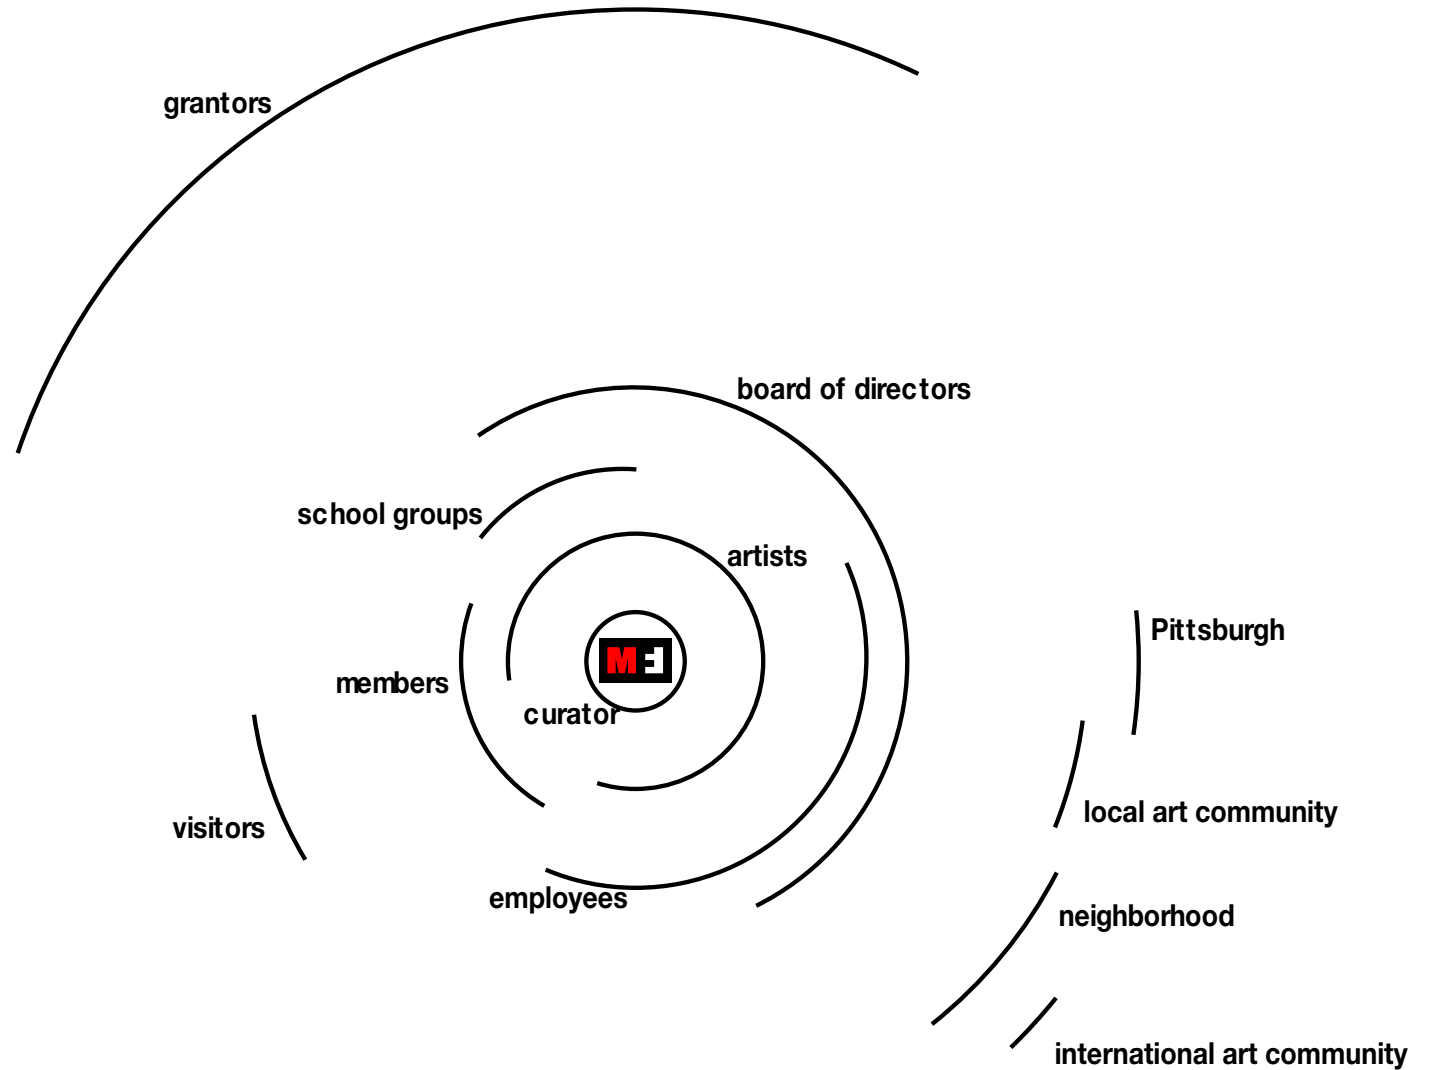 grantors
board of directors
school groups
artists
Pittsburgh
MF
members
curator
local art community
visitors
employees
neighborhood
international art community